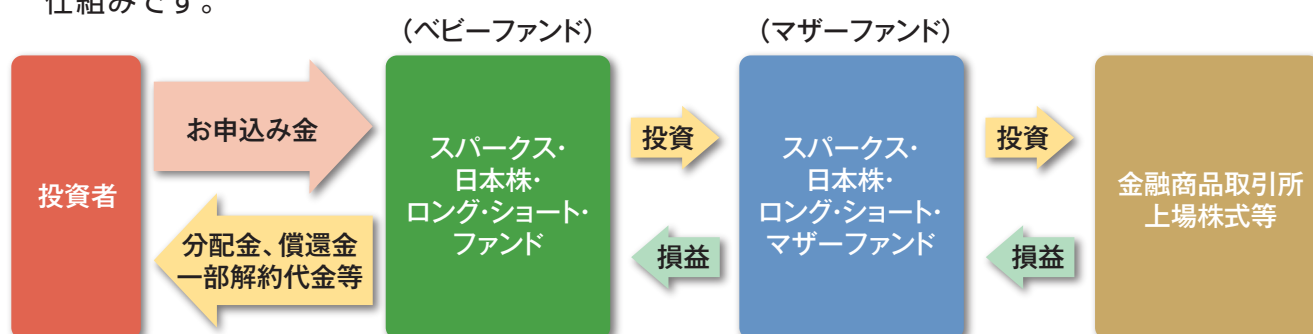 仕組みです。
（ベビーファンド）
（マザーファンド）
投資者
お申込み金
分配金、償還金
一部解約代金等
スパークス・
日本株・
ロング・ショート・
ファンド
投資
損益
スパークス・
日本株・
ロング・ショート・
マザーファンド
投資
損益
金融商品取引所
上場株式等